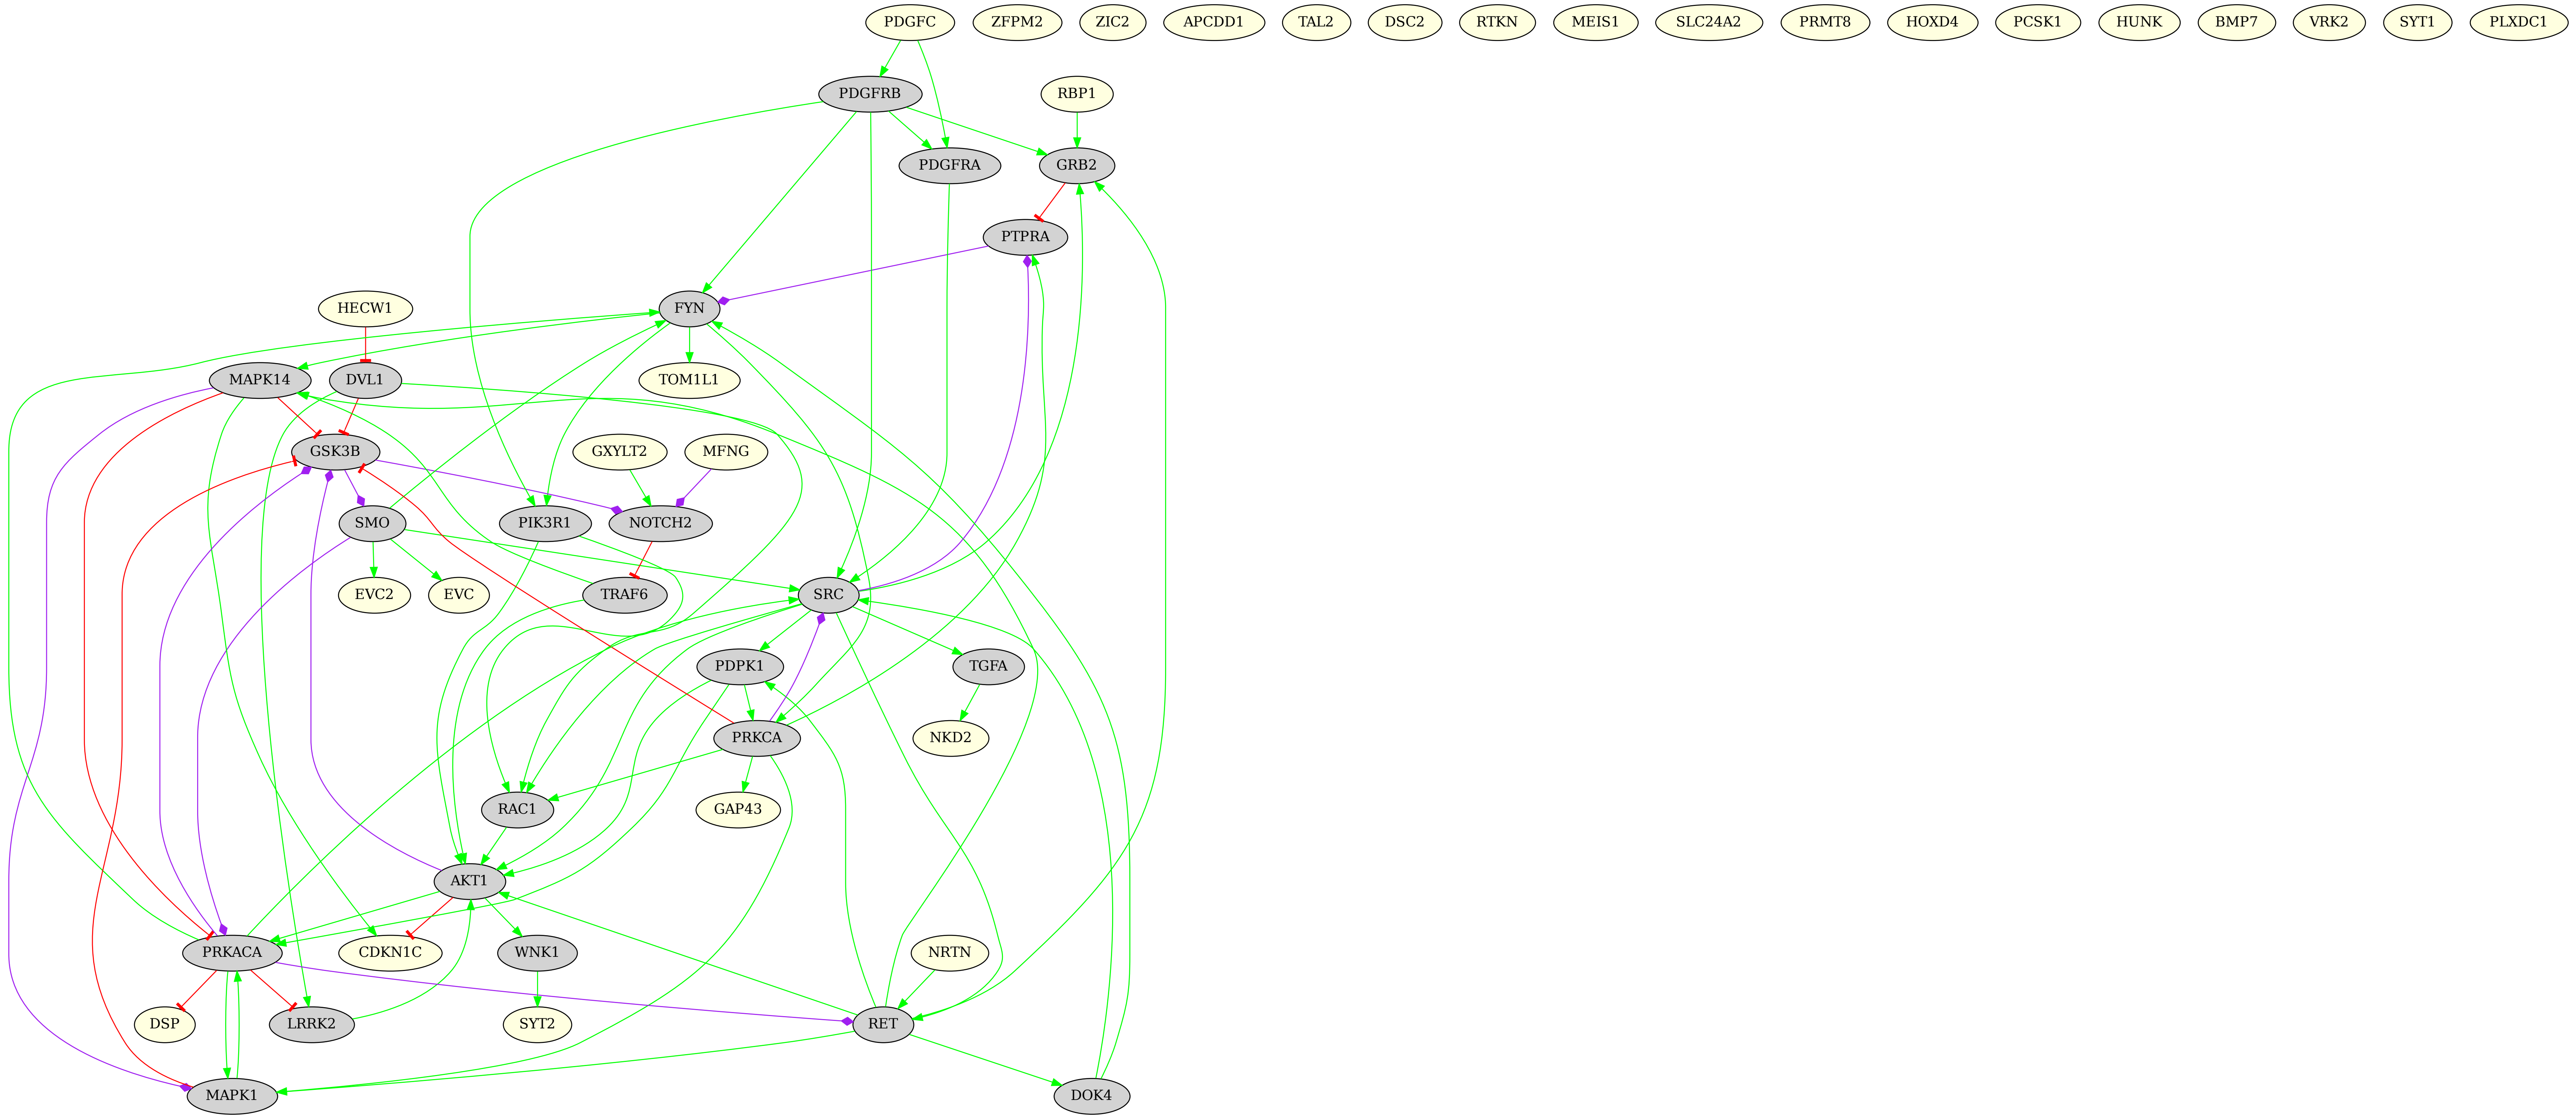 PDGFC ZFPM2 ZIC2 APCDD1 TAL2 DSC2 RTKN MEIS1 SLC24A2 PRMT8 HOXD4 PCSK1 HUNK BMP7 VRK2 SYT1 PLXDC1
PDGFRB RBP1
PDGFRA GRB2
PTPRA
HECW1 FYN
MAPK14 DVL1 TOM1L1
GSK3B GXYLT2 MFNG
SMO PIK3R1 NOTCH2
EVC2 EVC TRAF6 SRC
PDPK1 TGFA
PRKCA NKD2
RAC1 GAP43
AKT1
PRKACA CDKN1C WNK1 NRTN
DSP LRRK2 SYT2 RET
MAPK1 DOK4